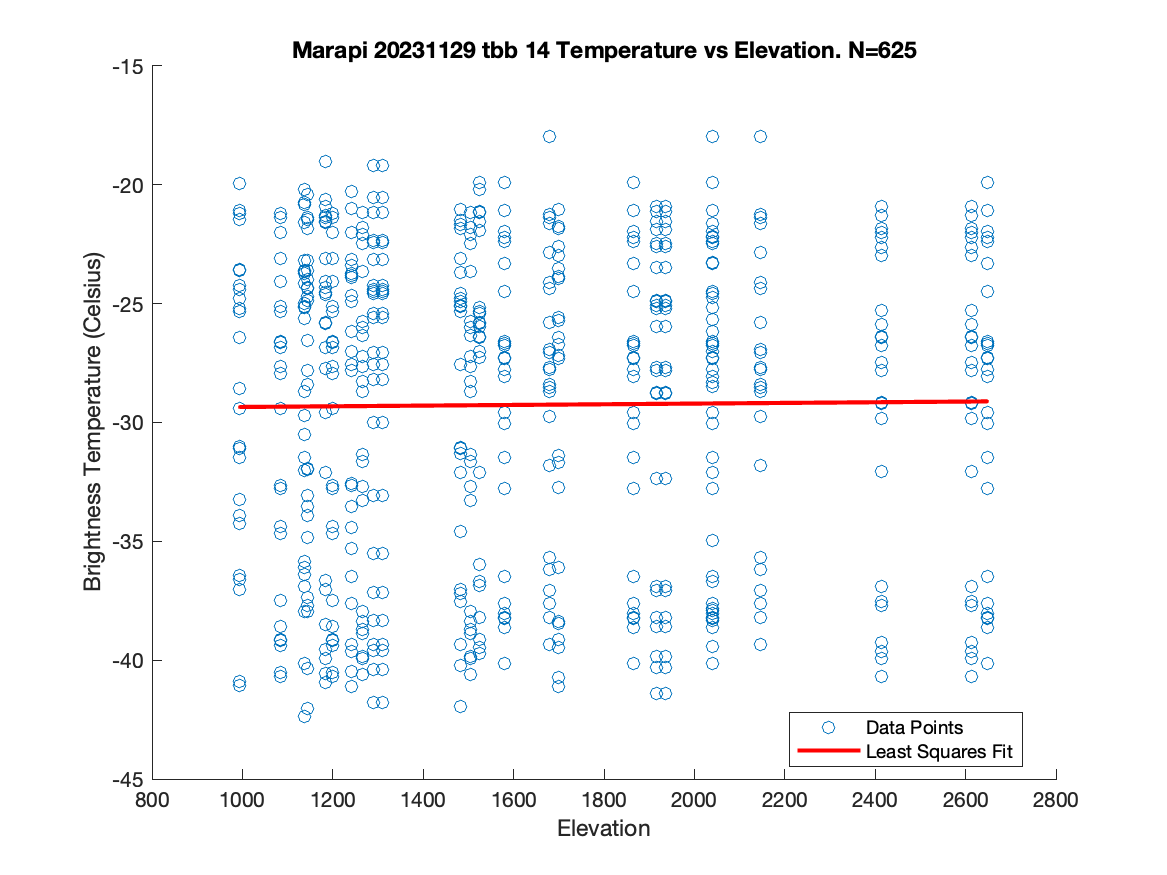 Marapi 20231129 tbb 14 Temperature vs Elevation. N=625
-15
-20
-25
-30
-35
-40
-45
Brightness Temperature (Celsius)
800 1000 1200 1400 1600 1800 2000 2200 2400 2600 2800
Elevation
Data Points
Least Squares Fit